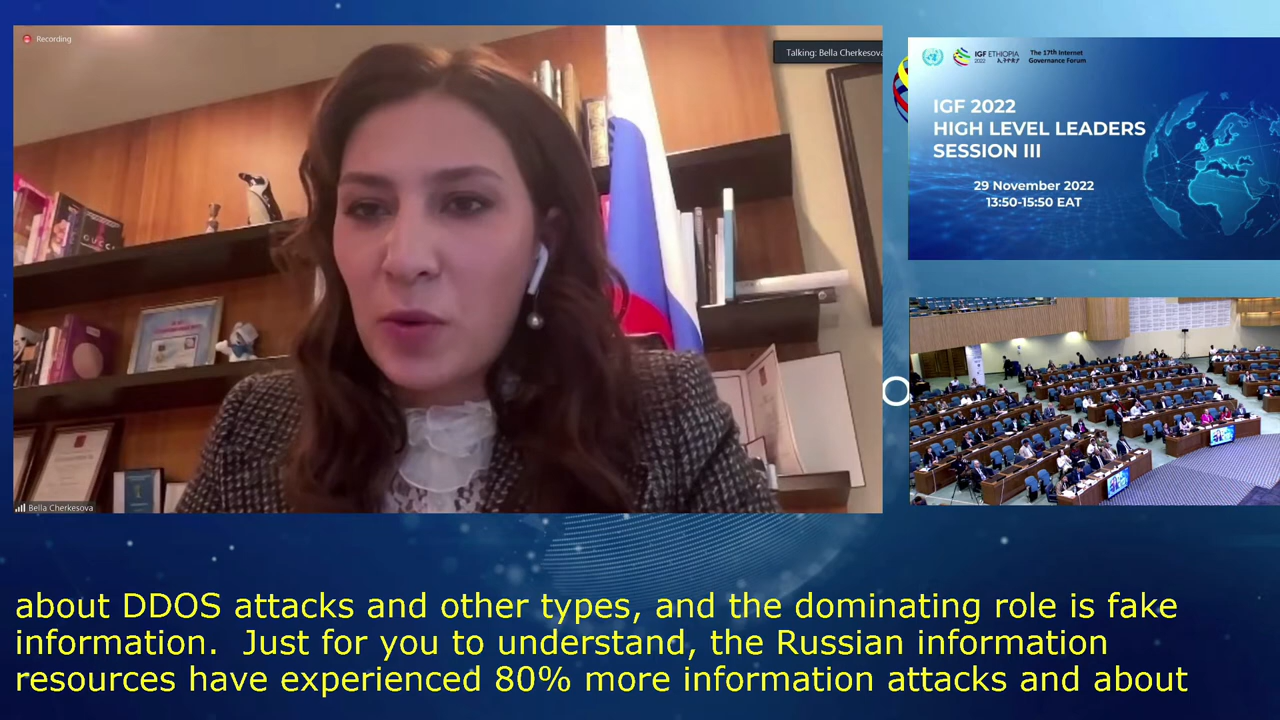 Recording
Talking: Bella Cherkesova
GUCCI
Bella Cherkesova
IGF ETHIOPIA
2022 ኢትዮጵያ
The 17th Internet
Governance Forum
IGF 2022
HIGH LEVEL LEADERS
SESSION III
29 November 2022
13:50-15:50 EAT
O
about DDOS attacks and other types, and the dominating role is fake
information.  Just for you to understand, the Russian information
resources have experienced 80% more information attacks and about